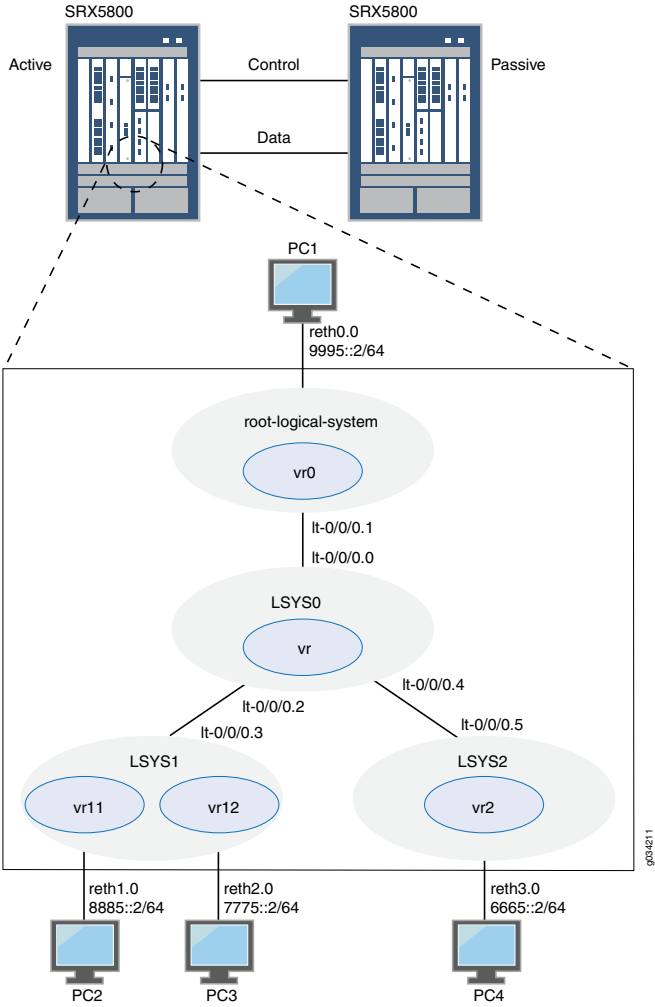 SRX5800
SRX5800
Active
Control
Passive
Data
PC1
reth0.0
9995::2/64
root-logical-system
vr0
lt-0/0/0.1
lt-0/0/0.0
LSYS0
vr
lt-0/0/0.4
lt-0/0/0.2
lt-0/0/0.5
lt-0/0/0.3
LSYS1
LSYS2
vr11
vr12
vr2
g034211
reth1.0
8885::2/64
reth2.0
7775::2/64
reth3.0
6665::2/64
PC2
PC3
PC4